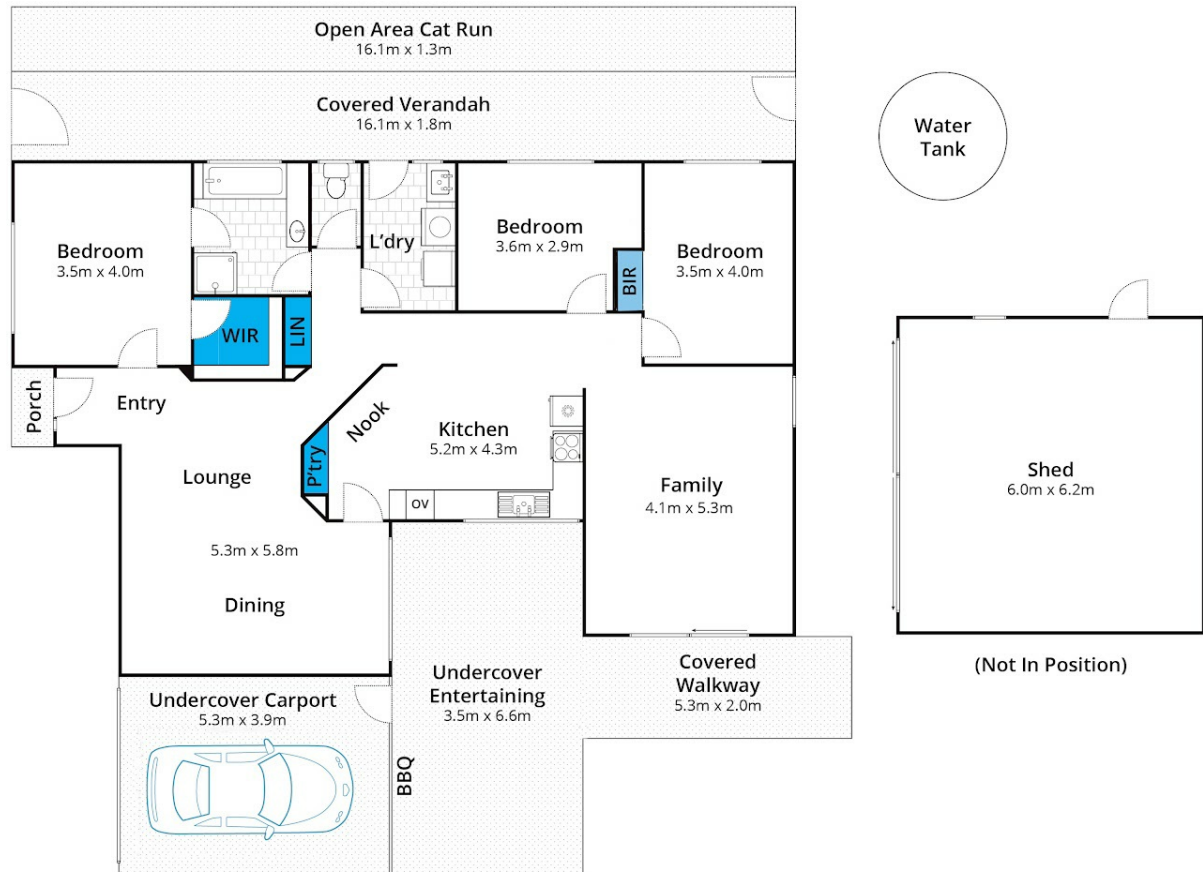 Open Area Cat Run
16.1m x 1.3m
Covered Verandah
16.1m x 1.8m
Water
Tank
Bedroom
3.5m x 4.0m
L'dry
Bedroom
3.6m x 2.9m
Bedroom
3.5m x 4.0m
BIR
WIR
LIN
Porch
Entry
Nook
Kitchen
5.2m x 4.3m
P'try
Lounge
5.3m x 5.8m
Dining
OV
Family
4.1m x 5.3m
Shed
6.0m x 6.2m
(Not In Position)
Undercover Carport
5.3m x 3.9m
BBQ
Undercover
Entertaining
3.5m x 6.6m
Covered
Walkway
5.3m x 2.0m